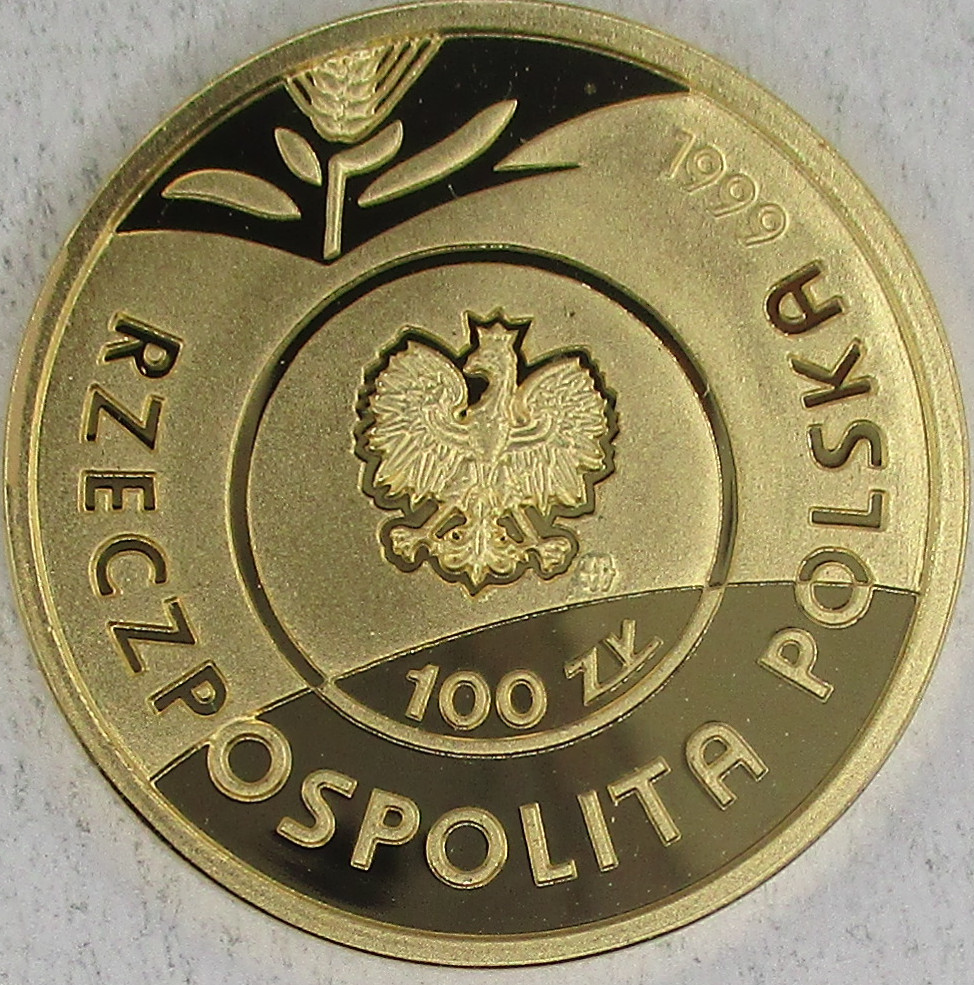 1999
RZECZPOSPOLITA POLSKA
100 ZŁ